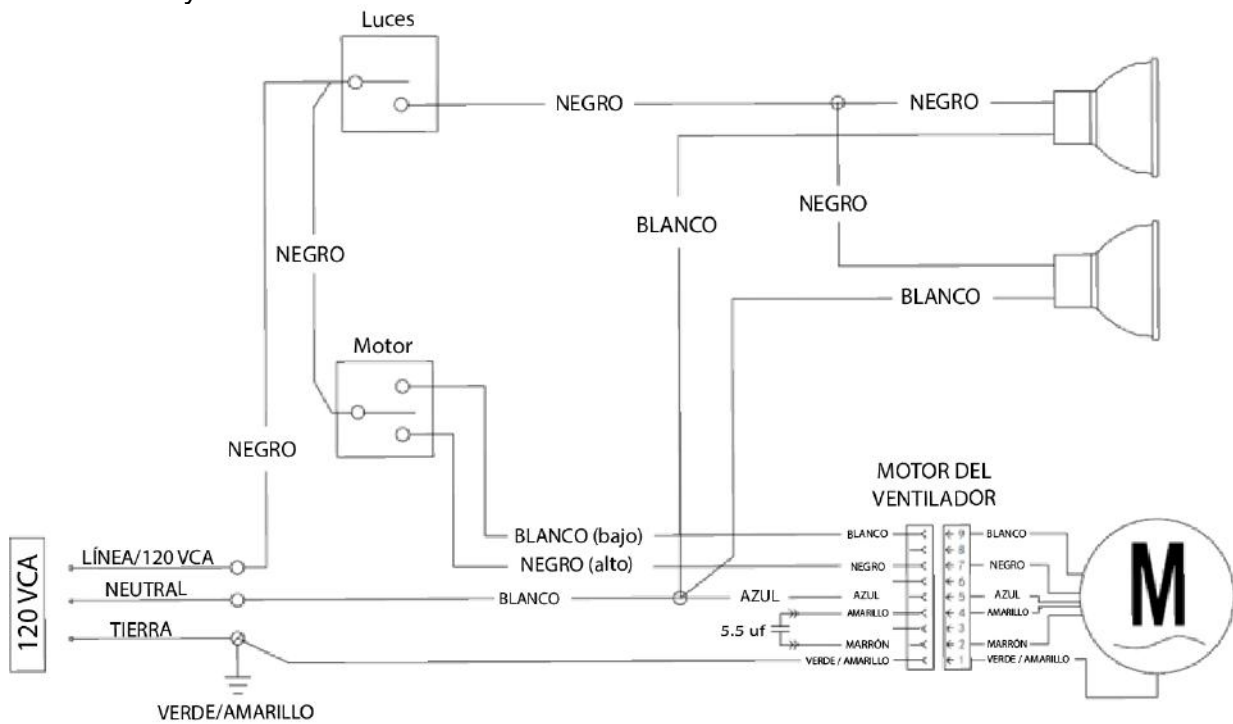 Luces
NEGRO
NEGRO
NEGRO
BLANCO
NEGRO
BLANCO
Motor
NEGRO
MOTOR DEL
VENTILADOR
BLANCO (bajo)
BLANCO
9
BLANCO
8
NEGRO (alto)
NEGRO
7
NEGRO
6
120 VCA
LÍNEA/120 VCA
NEUTRAL
BLANCO
AZUL
AZUL
5
AZUL
AMARILLO
4
AMARILLO
5.5 uf
3
TIERRA
MARRÓN
2
MARRÓN
VERDE / AMARILLO
1
VERDE / AMARILLO
M
VERDE/AMARILLO